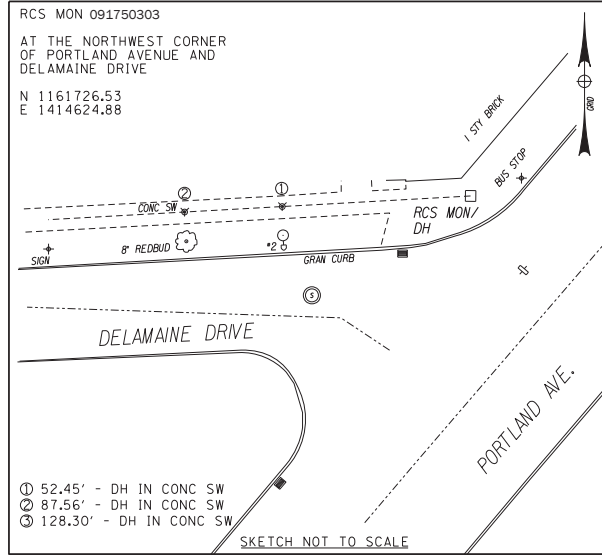 RCS MON 091750303
AT THE NORTHWEST CORNER
OF PORTLAND AVENUE AND
DELAMAINE DRIVE
N 1161726.53
E 1414624.88
GRID
1 STY BRICK
BUS STOP
②
①
CONC SW
RCS MON/
DH
8" REDBUD
#2
SIGN
GRAN CURB
S
DELAMAINE DRIVE
PORTLAND AVE.
① 52.45' - DH IN CONC SW
② 87.56' - DH IN CONC SW
③ 128.30' - DH IN CONC SW
SKETCH NOT TO SCALE